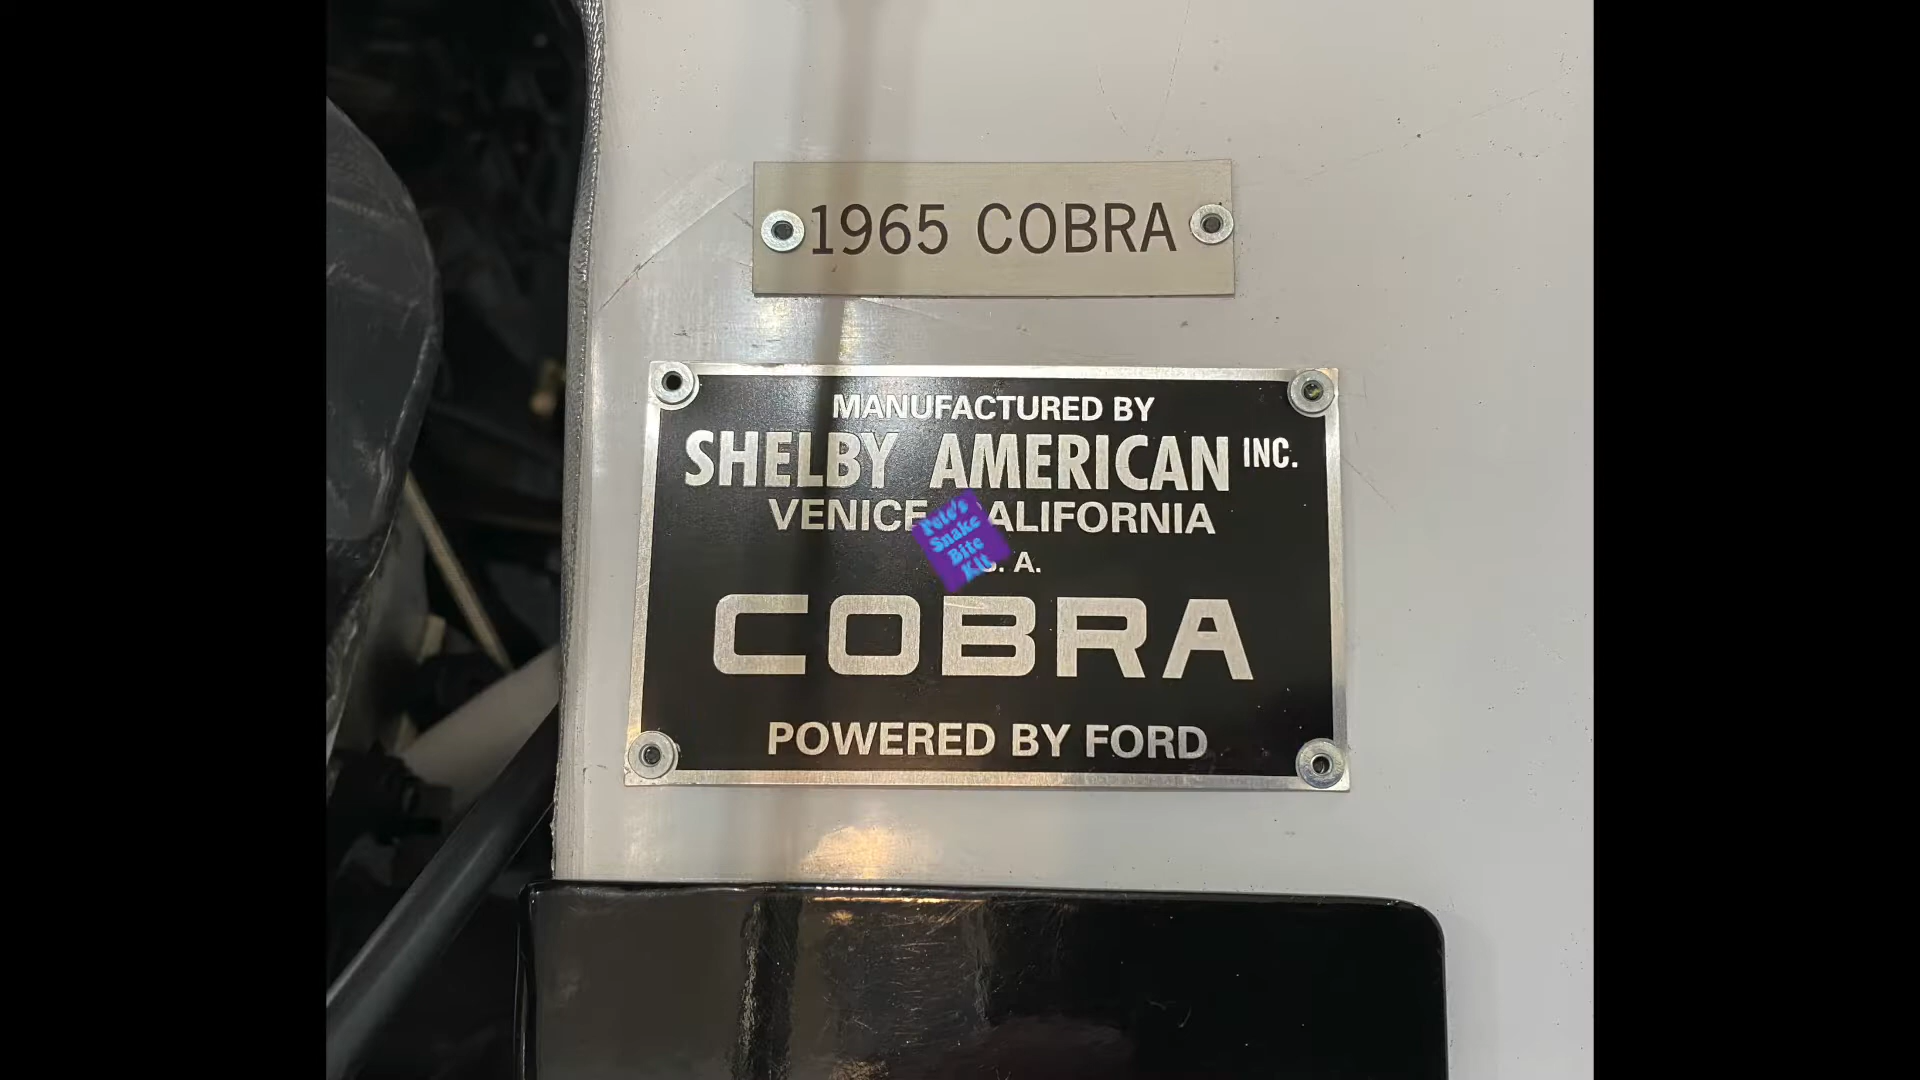 1965 COBRA
MANUFACTURED BY
SHELBY AMERICAN INC.
VENICE ALIFORNIA
Pete's
Snake
Bite
Kit
S. A.
COBRA
POWERED BY FORD